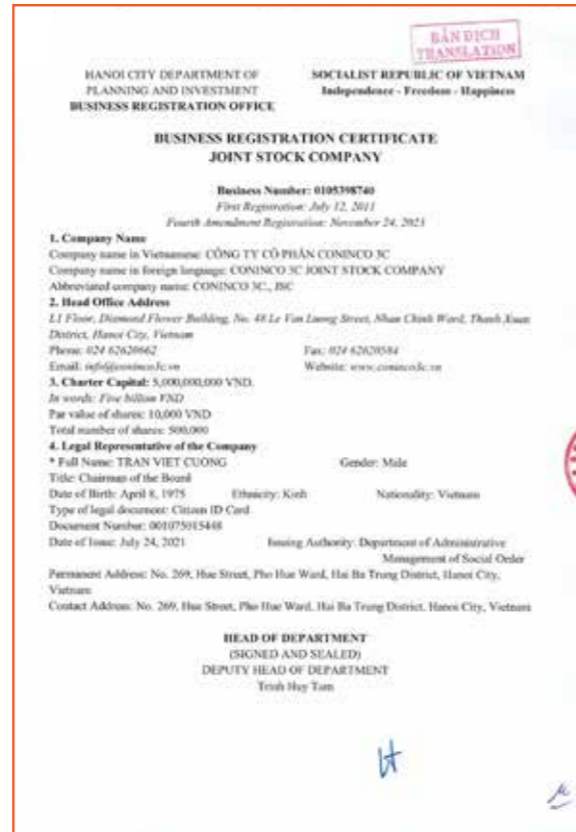 BẢN DỊCH
TRANSLATION
HANOI CITY DEPARTMENT OF
PLANNING AND INVESTMENT
BUSINESS REGISTRATION OFFICE
SOCIALIST REPUBLIC OF VIETNAM
Independence - Freedom - Happiness
BUSINESS REGISTRATION CERTIFICATE
JOINT STOCK COMPANY
Business Number: 0105398740
First Registration: July 12, 2011
Fourth Amendment Registration: November 24, 2023
1. Company Name
Company name in Vietnamese: CÔNG TY CỔ PHẦN CONINCO 3C
Company name in foreign language: CONINCO 3C JOINT STOCK COMPANY
Abbreviated company name: CONINCO 3C., JSC
2. Head Office Address
L1 Floor, Diamond Flower Building, No. 48 Le Van Luong Street, Nhan Chinh Ward, Thanh Xuan
District, Hanoi City, Vietnam
Phone: 024 62620662 Fax: 024 62620584
Email: info@coninco3c.vn Website: www.coninco3c.vn
3. Charter Capital: 5,000,000,000 VND.
In words: Five billion VND
Par value of shares: 10,000 VND
Total number of shares: 500,000
4. Legal Representative of the Company
* Full Name: TRAN VIET CUONG Gender: Male
Title: Chairman of the Board
Date of Birth: April 8, 1975 Ethnicity: Kinh Nationality: Vietnam
Type of legal document: Citizen ID Card
Document Number: 001075015448
Date of Issue: July 24, 2021 Issuing Authority: Department of Administrative
Management of Social Order
Permanent Address: No. 269, Hue Street, Pho Hue Ward, Hai Ba Trung District, Hanoi City,
Vietnam
Contact Address: No. 269, Hue Street, Pho Hue Ward, Hai Ba Trung District, Hanoi City, Vietnam
HEAD OF DEPARTMENT
(SIGNED AND SEALED)
DEPUTY HEAD OF DEPARTMENT
Trinh Huy Tam